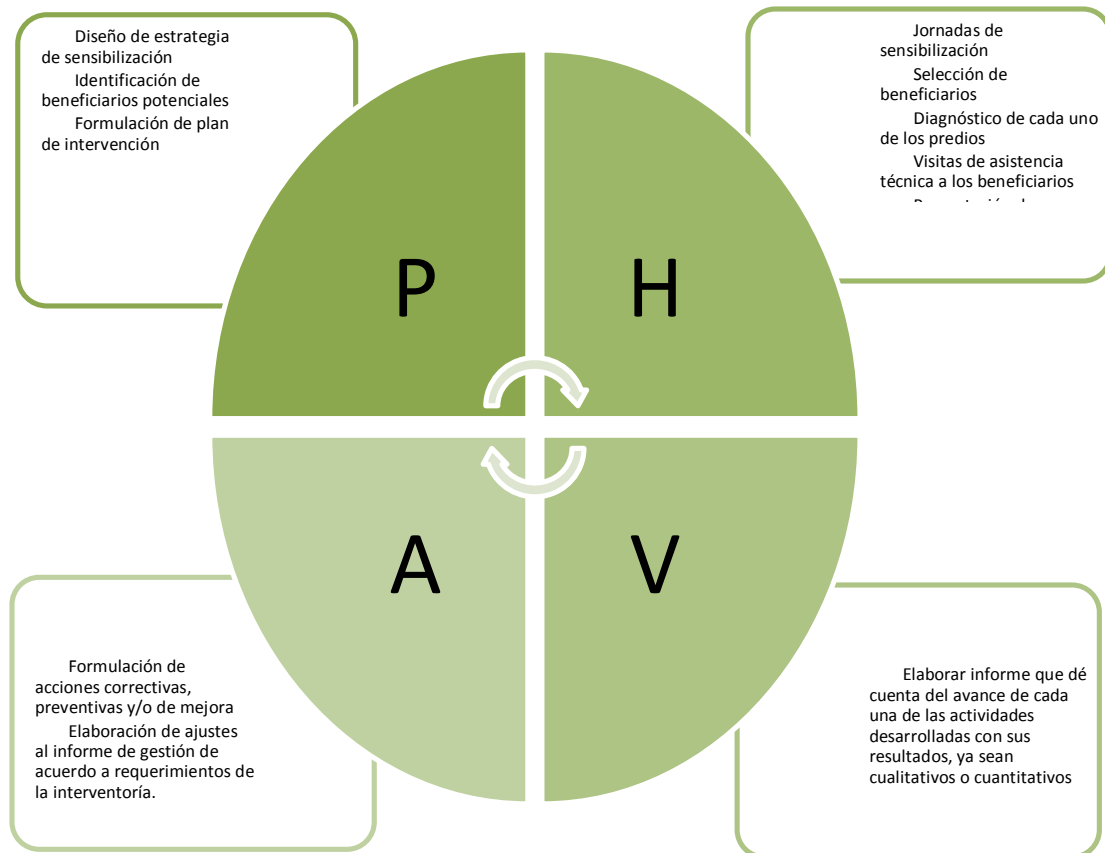 Diseño de estrategia
de sensibilización
Identificación de
beneficiarios potenciales
Formulación de plan
de intervención
Jornadas de
sensibilización
Selección de
beneficiarios
Diagnóstico de cada uno
de los predios
Visitas de asistencia
técnica a los beneficiarios
P
H
A
V
Formulación de
acciones correctivas,
preventivas y/o de mejora
Elaboración de ajustes
al informe de gestión de
acuerdo a requerimientos de
la interventoría.
Elaborar informe que dé
cuenta del avance de cada
una de las actividades
desarrolladas con sus
resultados, ya sean
cualitativos o cuantitativos